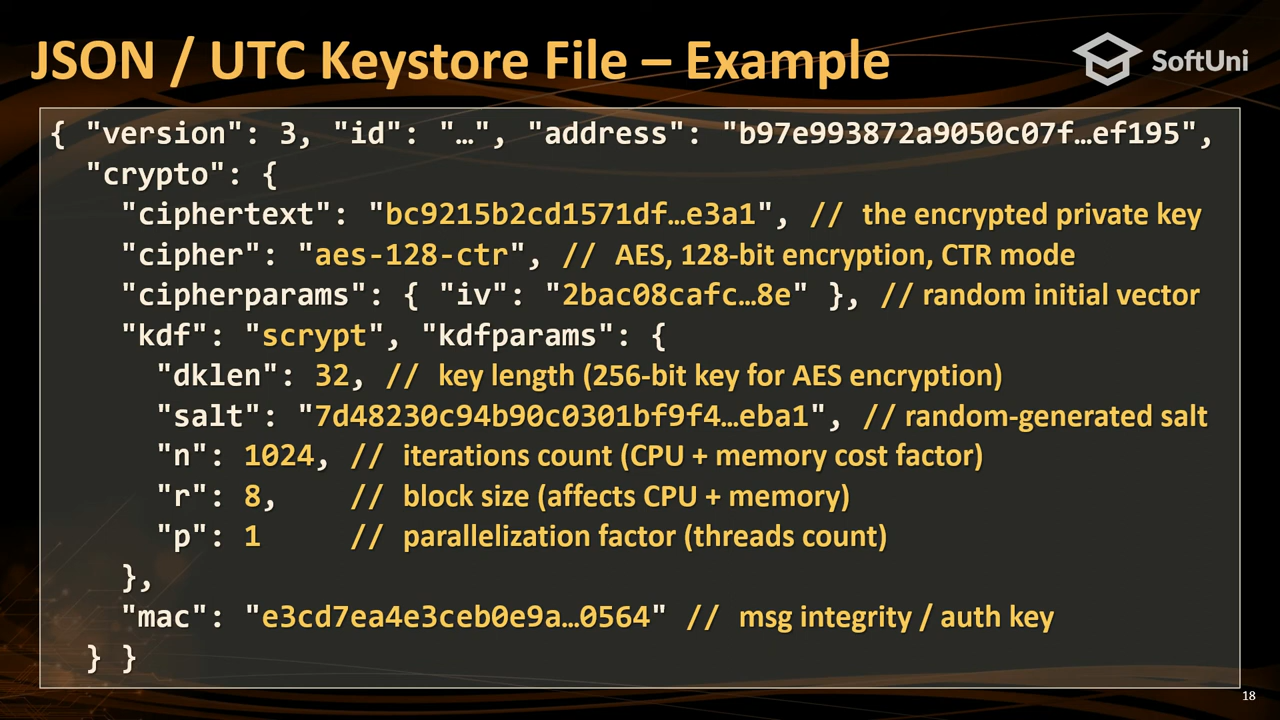 JSON / UTC Keystore File – Example
SoftUni
{ "version": 3, "id": "…", "address": "b97e993872a9050c07f…ef195",
"crypto": {
"ciphertext": "bc9215b2cd1571df…e3a1", // the encrypted private key
"cipher": "aes-128-ctr", // AES, 128-bit encryption, CTR mode
"cipherparams": { "iv": "2bac08cafc…8e" }, // random initial vector
"kdf": "scrypt", "kdfparams": {
"dklen": 32, // key length (256-bit key for AES encryption)
"salt": "7d48230c94b90c0301bf9f4…eba1", // random-generated salt
"n": 1024, // iterations count (CPU + memory cost factor)
"r": 8, // block size (affects CPU + memory)
"p": 1 // parallelization factor (threads count)
},
"mac": "e3cd7ea4e3ceb0e9a…0564" // msg integrity / auth key
} }
18